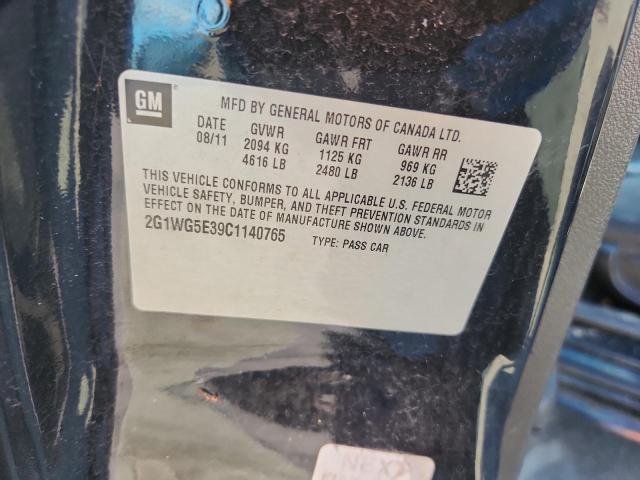 GM
MFD BY GENERAL MOTORS OF CANADA LTD.
DATE GVWR GAWR FRT GAWR RR
08/11 2094 KG 1125 KG 969 KG
4616 LB 2480 LB 2136 LB
THIS VEHICLE CONFORMS TO ALL APPLICABLE U.S. FEDERAL MOTOR
VEHICLE SAFETY, BUMPER, AND THEFT PREVENTION STANDARDS IN
EFFECT ON THE DATE OF MANUFACTURE SHOWN ABOVE.
2G1WG5E39C1140765 TYPE: PASS CAR
NEXT